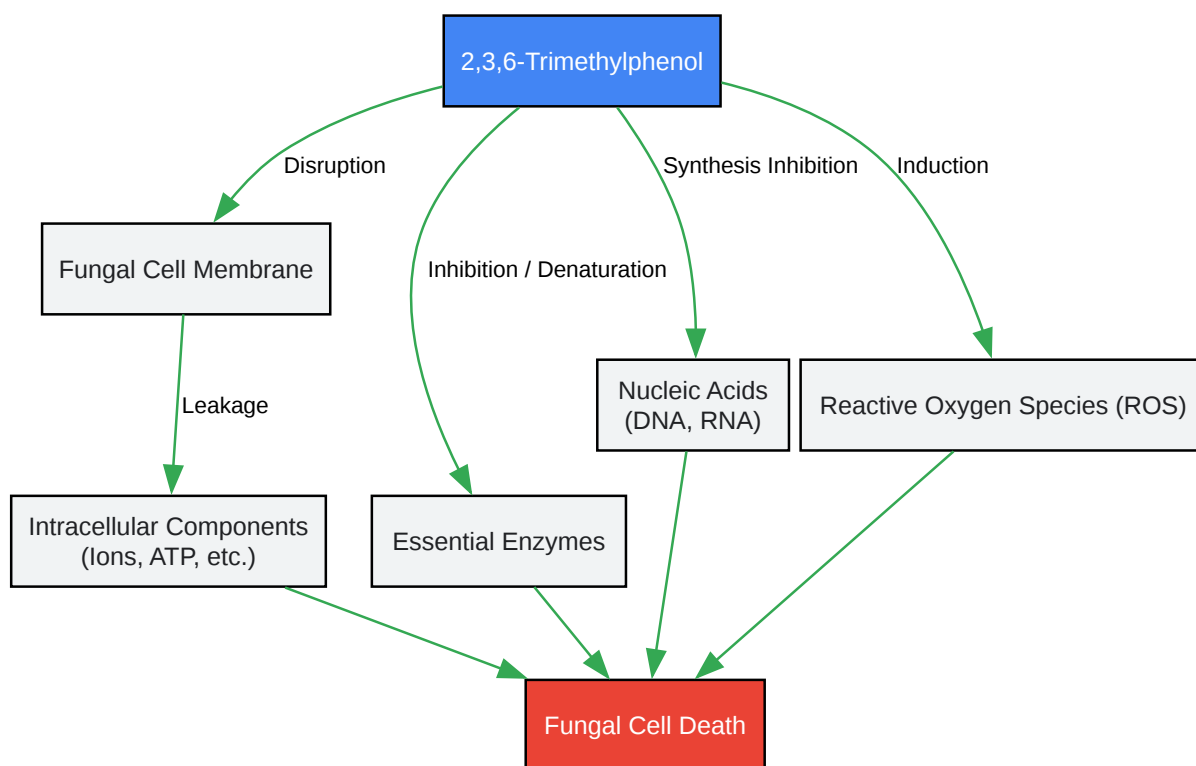 2,3,6-Trimethylphenol
Disruption
Synthesis Inhibition
Induction
Fungal Cell Membrane
Inhibition / Denaturation
Leakage
Nucleic Acids
(DNA, RNA)
Reactive Oxygen Species (ROS)
Intracellular Components
(Ions, ATP, etc.)
Essential Enzymes
Fungal Cell Death